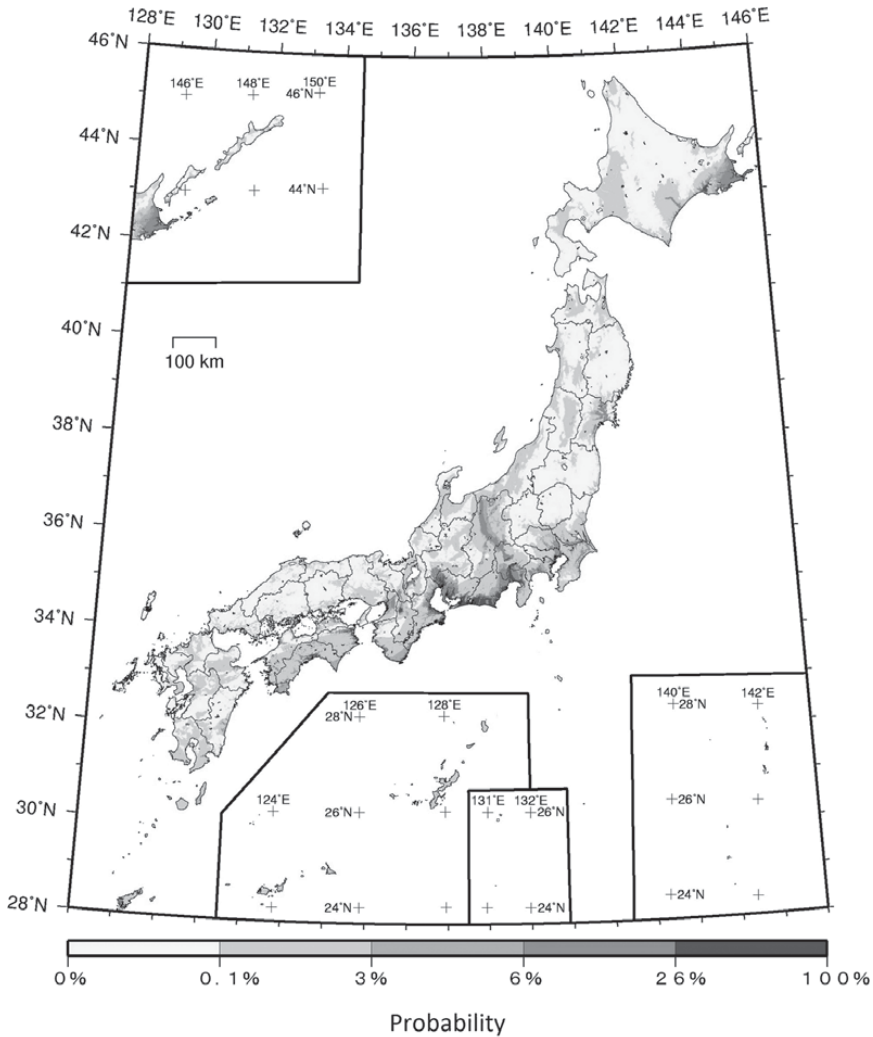 128°E 130°E 132°E 134°E 136°E 138°E 140°E 142°E 144°E 146°E
46°N
146°E 148°E 150°E
46°N
44°N
44°N
42°N
40°N
100 km
38°N
36°N
34°N
32°N
126°E 128°E
28°N
140°E 142°E
28°N
124°E
131°E 132°E
30°N
26°N
26°N
26°N
28°N
24°N
24°N
24°N
0% 0.1% 3% 6% 26% 100%
Probability